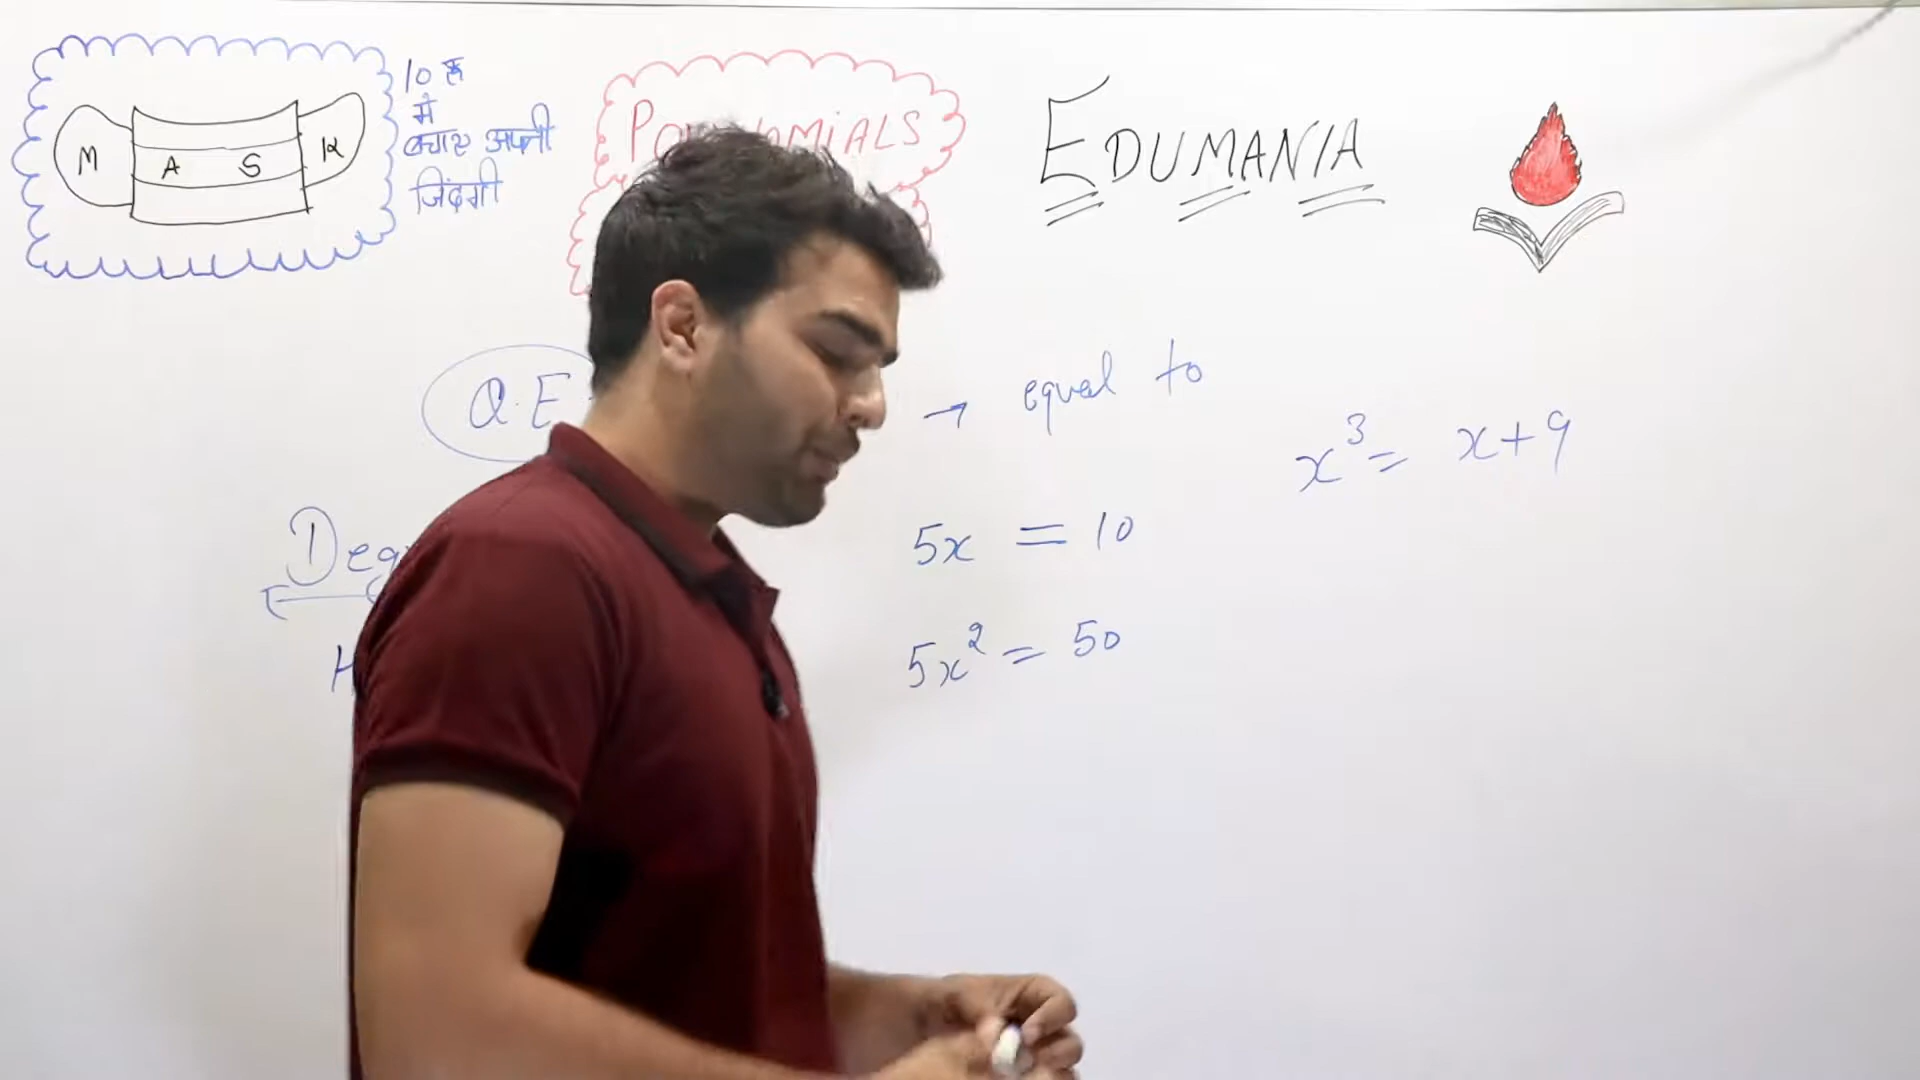 M A S K
10 रु
में
बचाए अपनी
जिंदगी
EDUMANIA
Q.E
→ equal to
x³ = x+9
5x = 10
5x² = 50